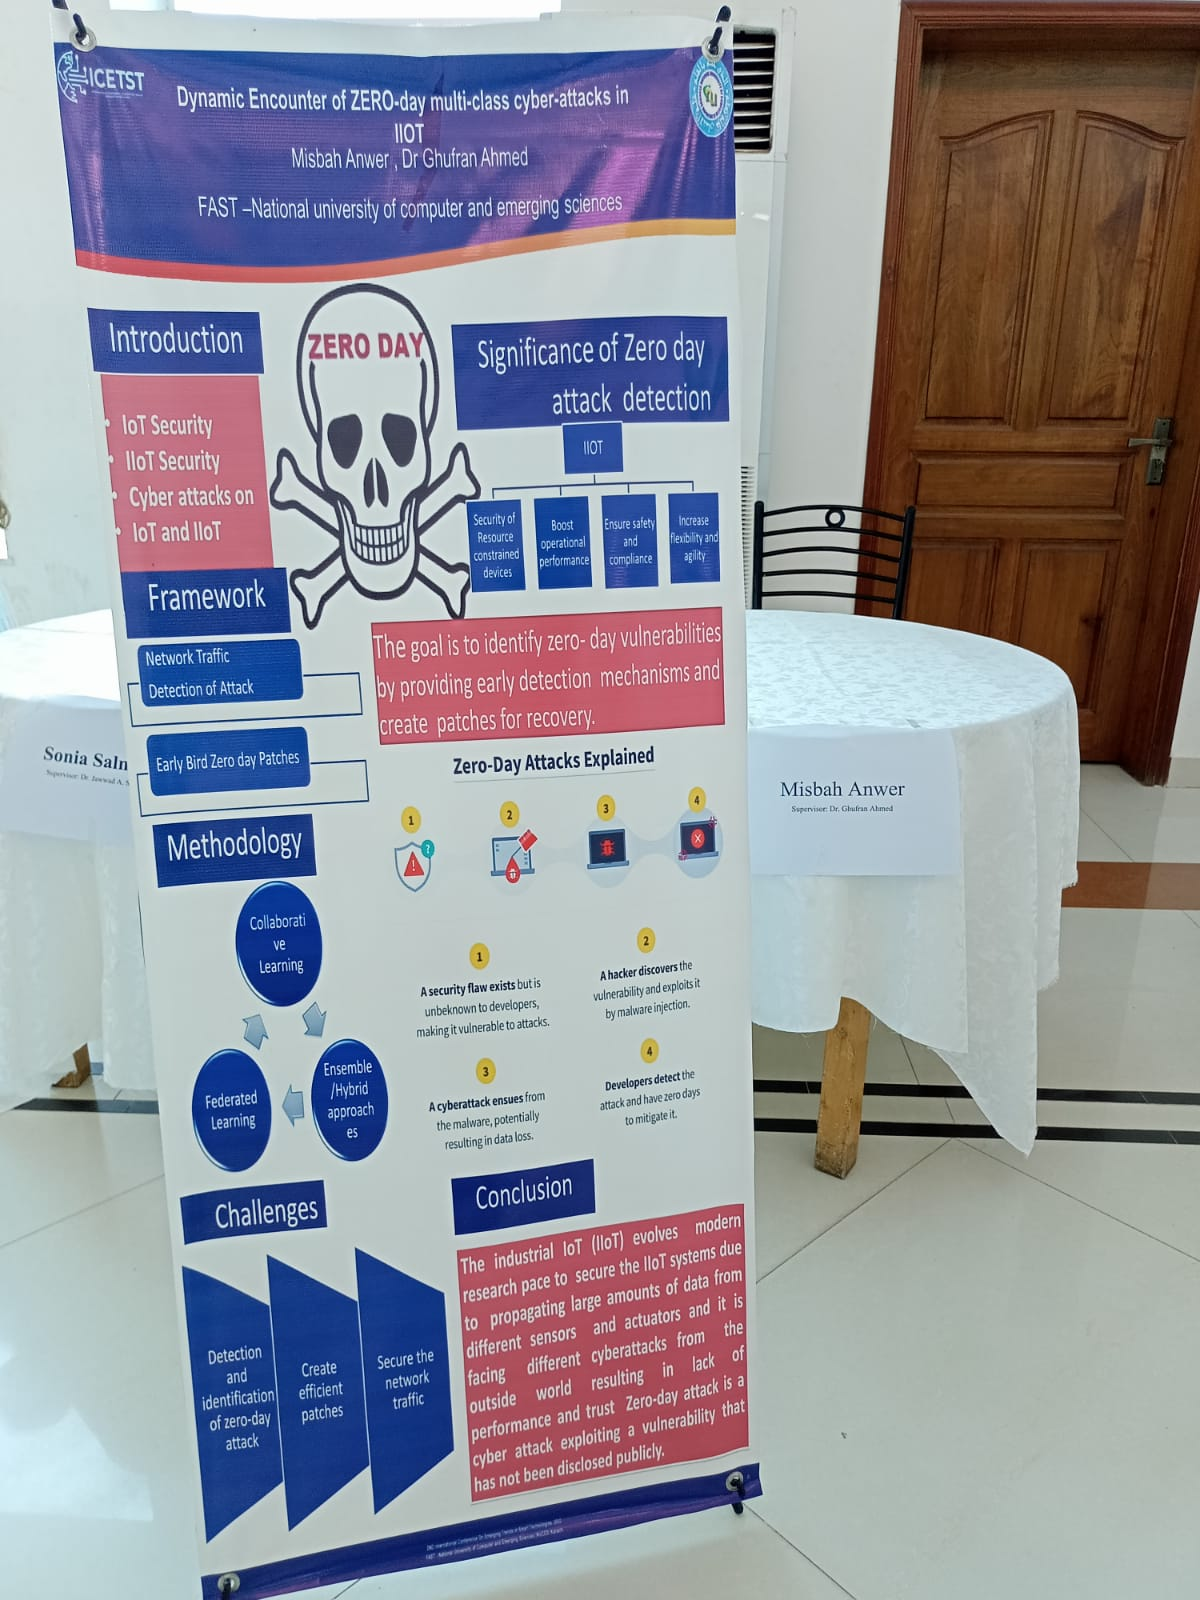 ICETST
Dynamic Encounter of ZERO-day multi-class cyber-attacks in
IIOT
Misbah Anwer , Dr Ghufran Ahmed
FAST –National university of computer and emerging sciences
Introduction
• IoT Security
• IIoT Security
• Cyber attacks on
• IoT and IIoT
ZERO DAY
Significance of Zero day
attack detection
IIOT
Security of
Resource
constrained
devices
Boost
operational
performance
Ensure safety
and
compliance
Increase
flexibility and
agility
Framework
Network Traffic
Detection of Attack
Early Bird Zero day Patches
The goal is to identify zero- day vulnerabilities
by providing early detection mechanisms and
create patches for recovery.
Zero-Day Attacks Explained
1
2
3
4
1
A security flaw exists but is
unbeknown to developers,
making it vulnerable to attacks.
2
A hacker discovers the
vulnerability and exploits it
by malware injection.
3
A cyberattack ensues from
the malware, potentially
resulting in data loss.
4
Developers detect the
attack and have zero days
to mitigate it.
Methodology
Collaborati
ve
Learning
Ensemble
/Hybrid
approach
es
Federated
Learning
Challenges
Detection
and
identification
of zero-day
attack
Create
efficient
patches
Secure the
network
traffic
Conclusion
The industrial IoT (IIoT) evolves modern
research pace to secure the IIoT systems due
to propagating large amounts of data from
different sensors and actuators and it is
facing different cyberattacks from the
outside world resulting in lack of
performance and trust Zero-day attack is a
cyber attack exploiting a vulnerability that
has not been disclosed publicly.
Sonia Saln
Supervisor: Dr. Jawwad A. S
Misbah Anwer
Supervisor: Dr. Ghufran Ahmed